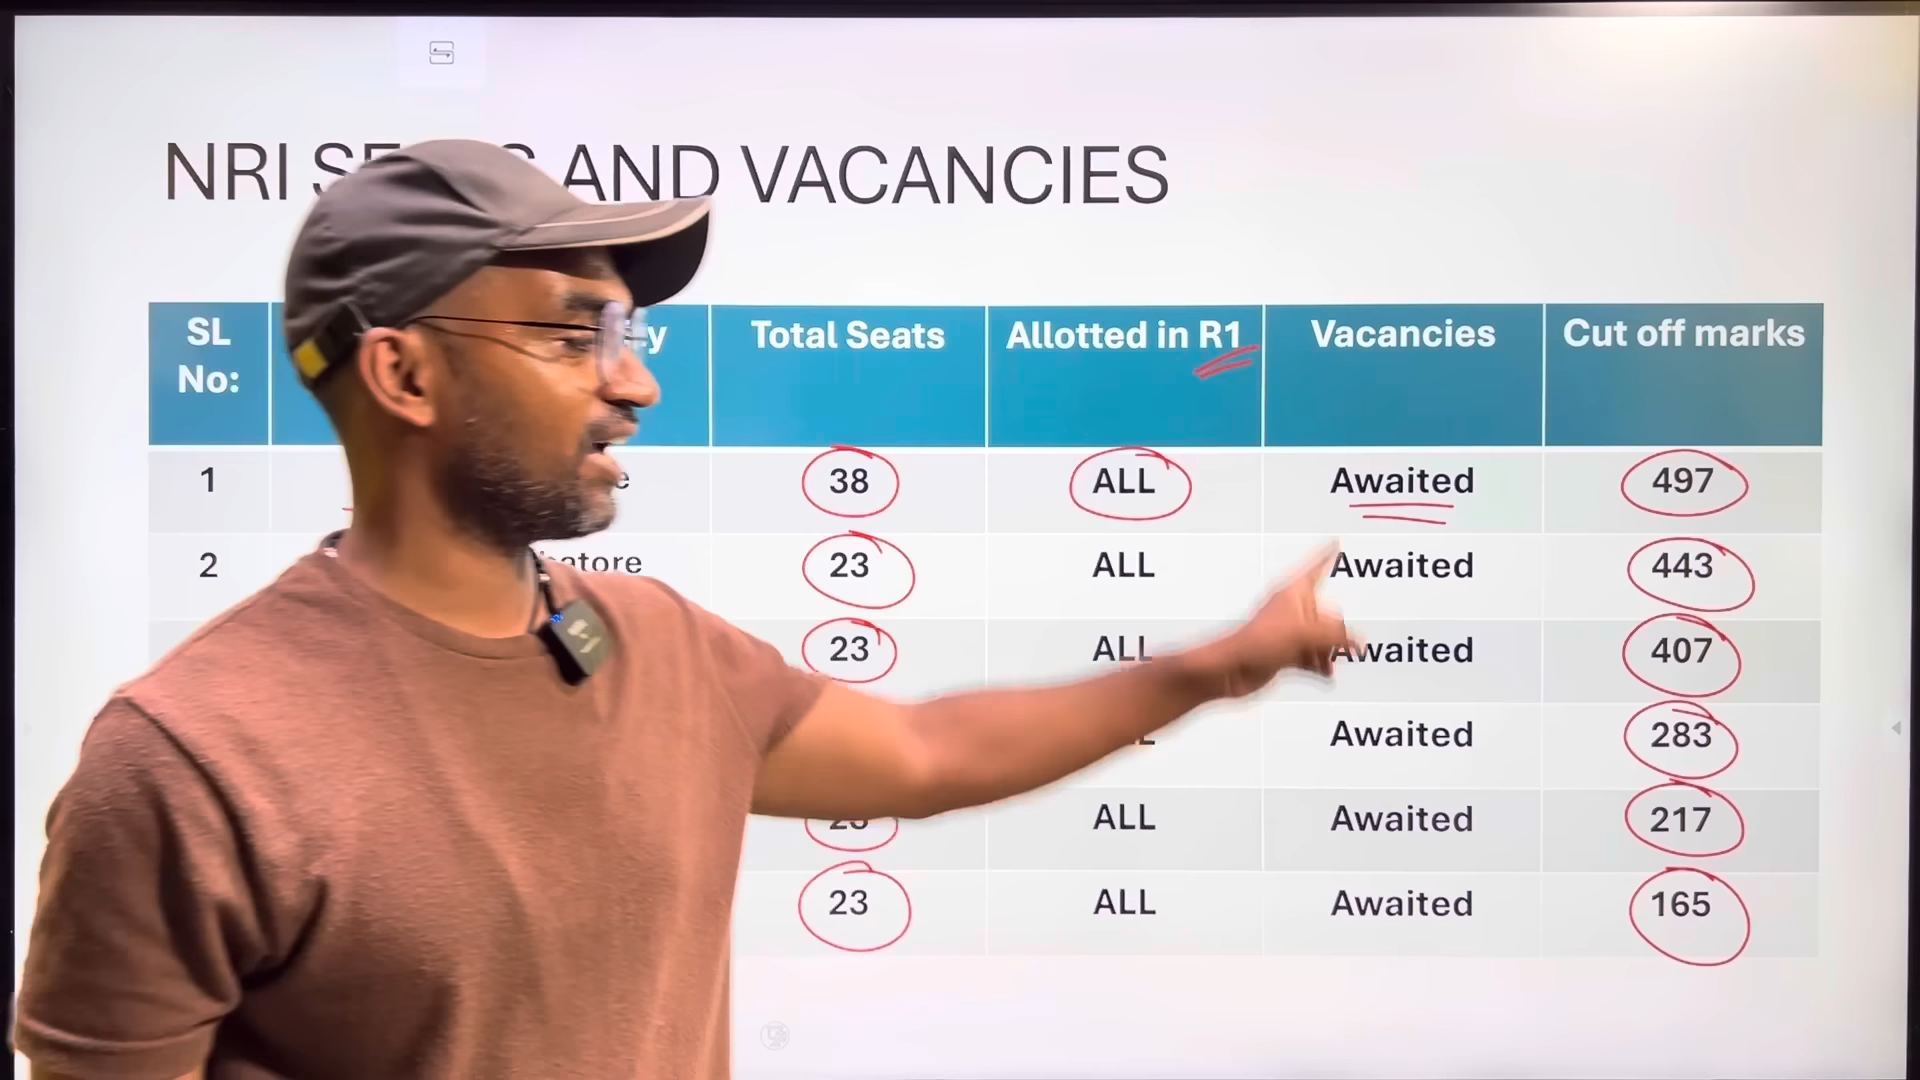 NRI AND VACANCIES
SL No: Total Seats Allotted in R1 Vacancies Cut off marks
1 38 ALL Awaited 497
2 23 ALL Awaited 443
23 ALL Awaited 407
Awaited 283
ALL Awaited 217
23 ALL Awaited 165